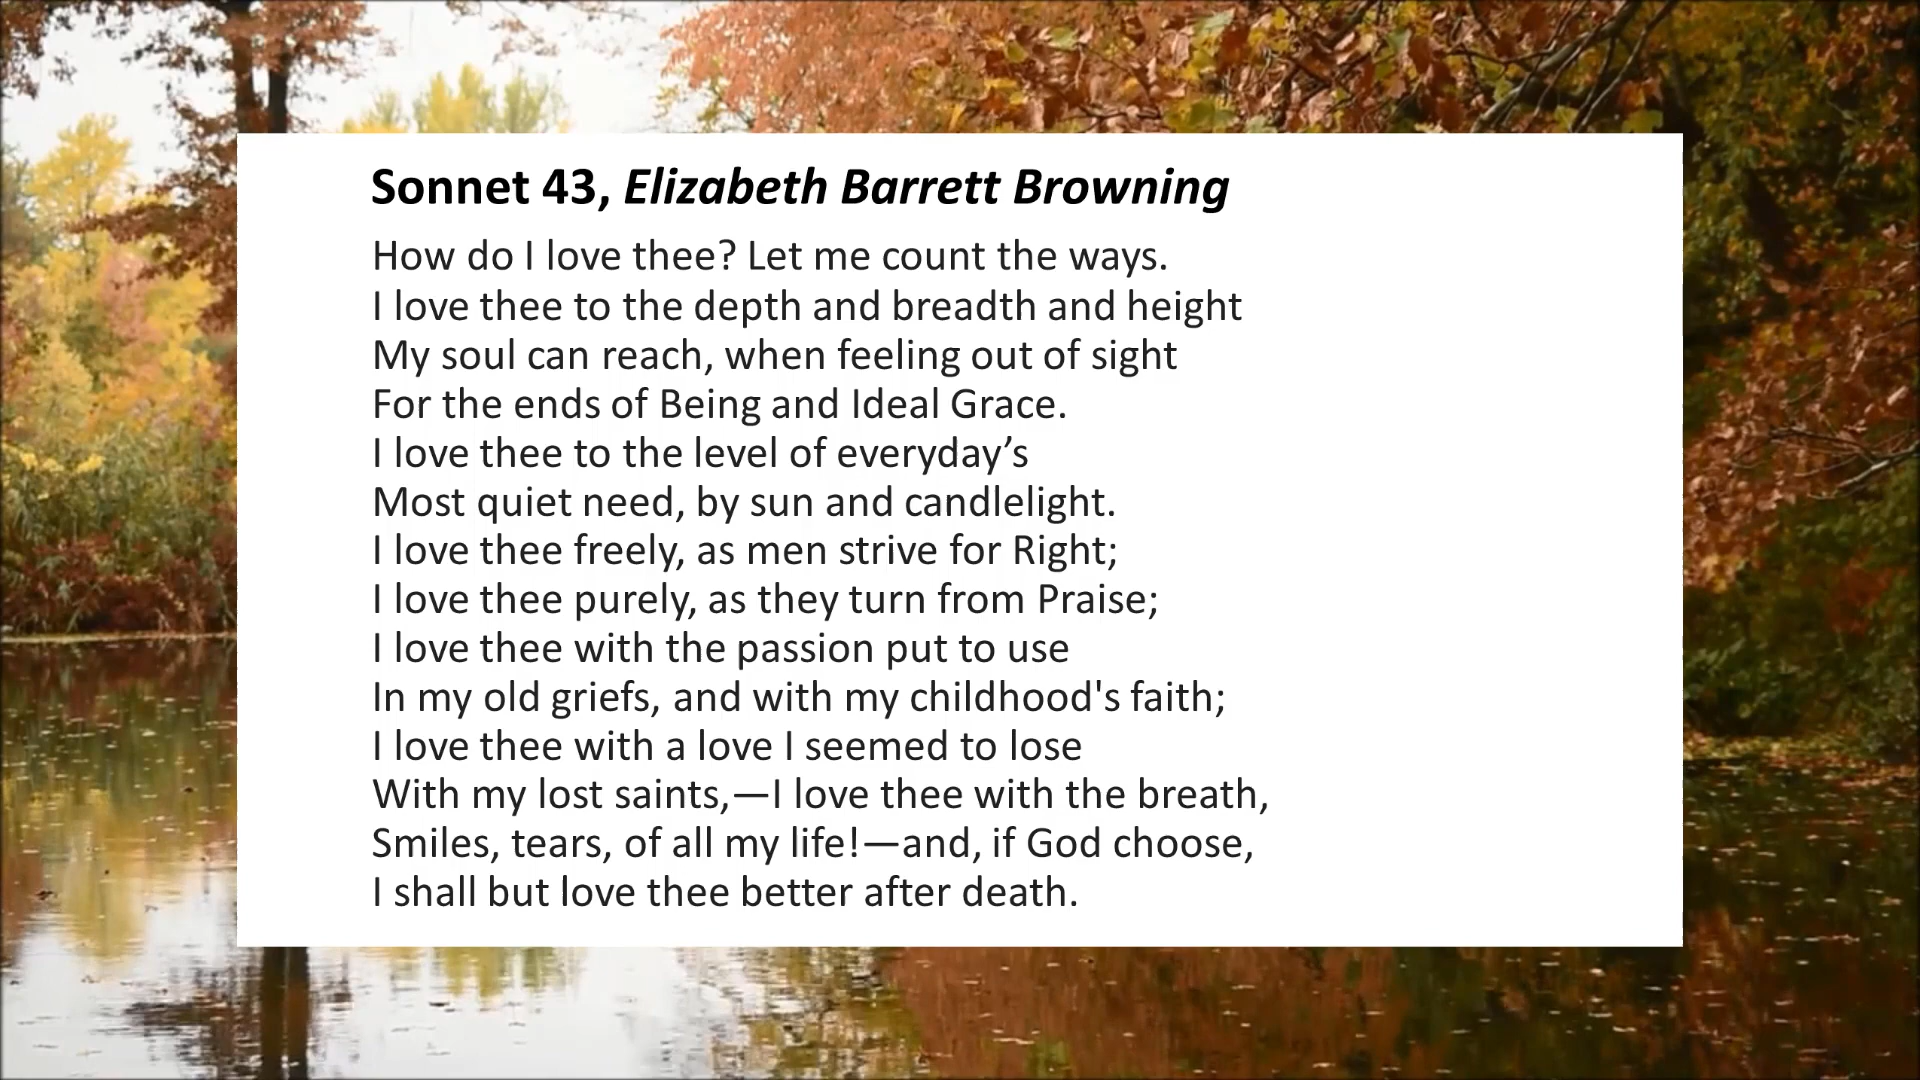 Sonnet 43, Elizabeth Barrett Browning
How do I love thee? Let me count the ways.
I love thee to the depth and breadth and height
My soul can reach, when feeling out of sight
For the ends of Being and Ideal Grace.
I love thee to the level of everyday’s
Most quiet need, by sun and candlelight.
I love thee freely, as men strive for Right;
I love thee purely, as they turn from Praise;
I love thee with the passion put to use
In my old griefs, and with my childhood's faith;
I love thee with a love I seemed to lose
With my lost saints,—I love thee with the breath,
Smiles, tears, of all my life!—and, if God choose,
I shall but love thee better after death.